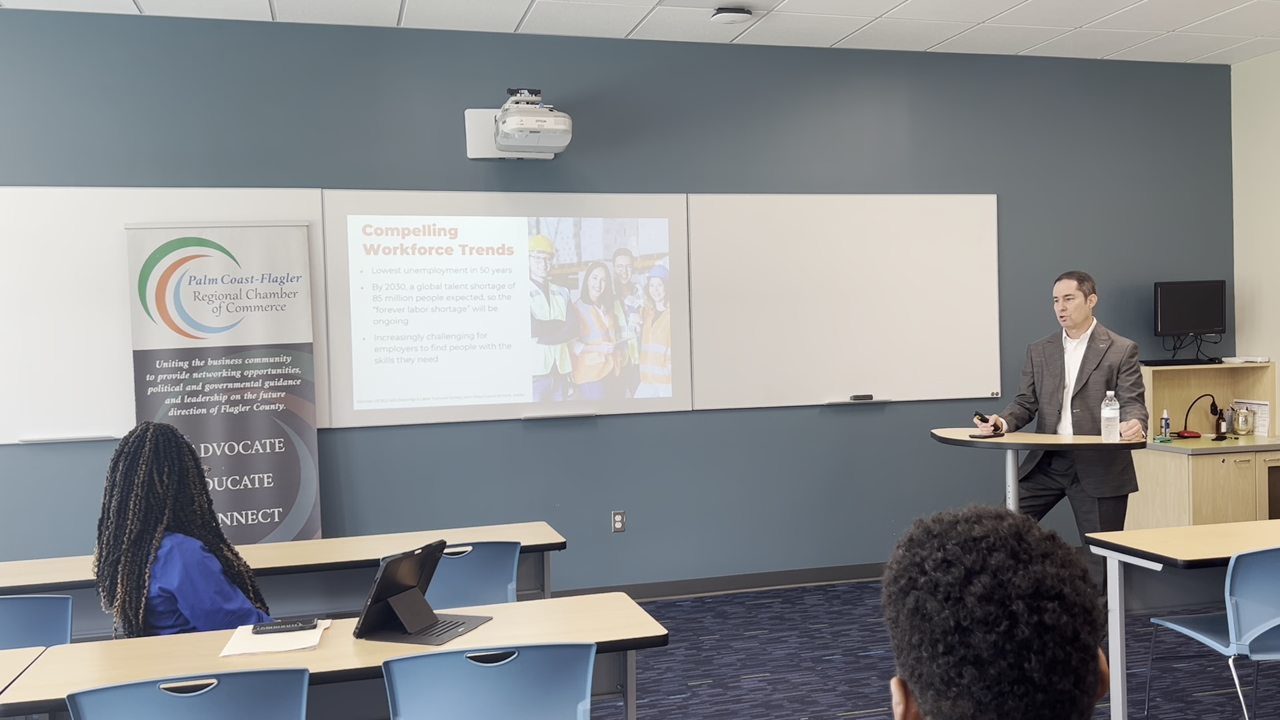 Palm Coast-Flagler
Regional Chamber
of Commerce
Uniting the business community
to provide networking opportunities,
political and governmental guidance
and leadership on the future
direction of Flagler County.
DVOCATE
DUCATE
NNECT
Compelling
Workforce Trends
• Lowest unemployment in 50 years
• By 2030, a global talent shortage of
85 million people expected, so the
"forever labor shortage" will be
ongoing
• Increasingly challenging for
employers to find people with the
skills they need
EPSON